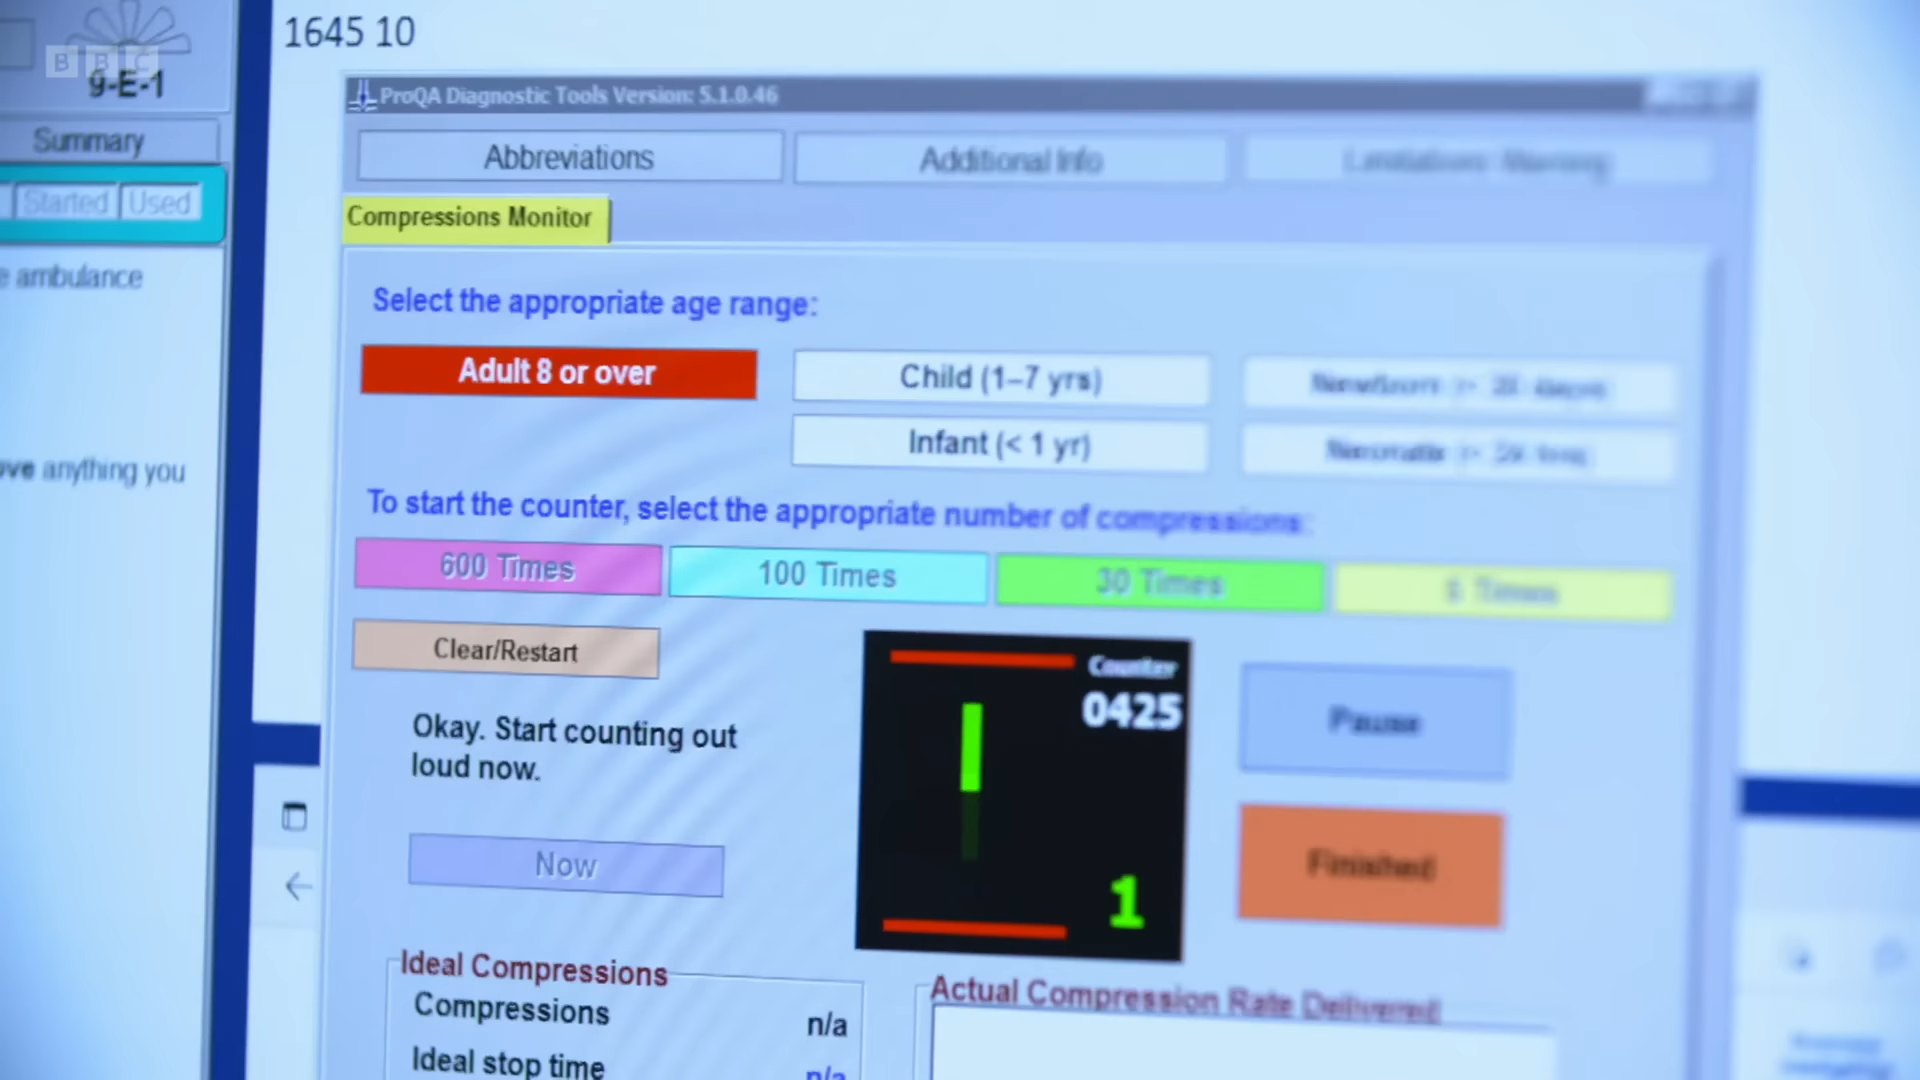 1645 10
BBC
9-E-1
Summary
Started
Used
ambulance
anything you
ProQA Diagnostic Tools Version: 5.1.0.46
Abbreviations
Additional Info
Compressions Monitor
Select the appropriate age range:
Adult 8 or over
Child (1–7 yrs)
Infant (< 1 yr)
To start the counter, select the appropriate number of compressions:
600 Times
100 Times
30 Times
Times
Clear/Restart
Counter
0425
Pause
Okay. Start counting out
loud now.
Now
1
Finished
Ideal Compressions
Compressions
n/a
Ideal stop time
n/a
Actual Compression Rate Delivered